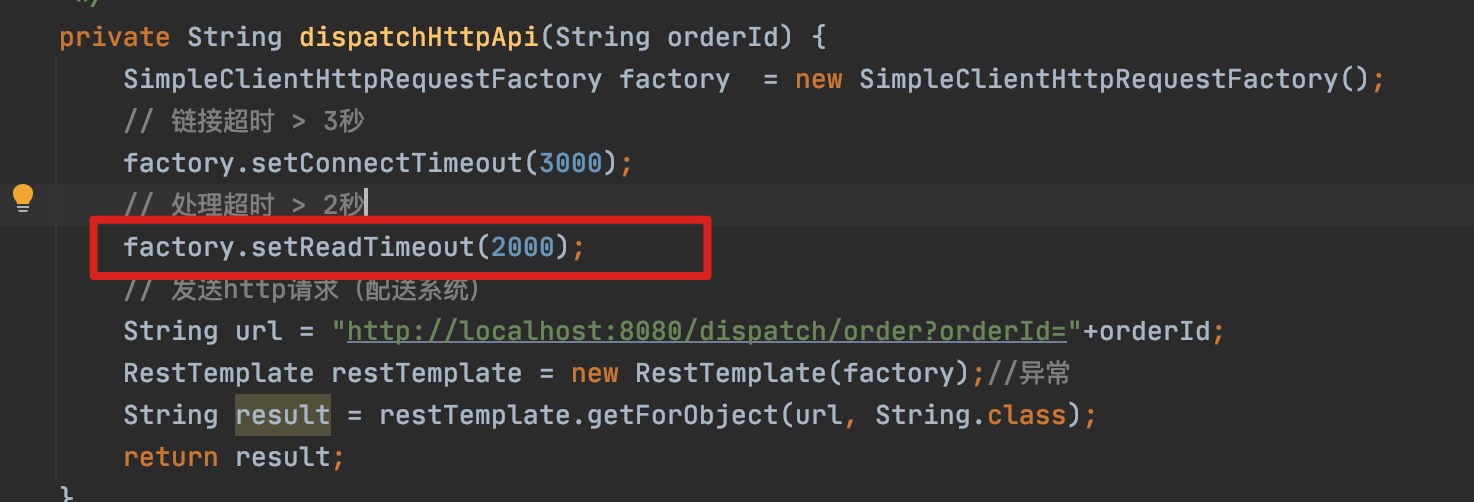 */
private String dispatchHttpApi(String orderId) {
SimpleClientHttpRequestFactory factory  = new SimpleClientHttpRequestFactory();
// 链接超时 > 3秒
factory.setConnectTimeout(3000);
// 处理超时 > 2秒
factory.setReadTimeout(2000);
// 发送http请求（配送系统）
String url = "http://localhost:8080/dispatch/order?orderId="+orderId;
RestTemplate restTemplate = new RestTemplate(factory);//异常
String result = restTemplate.getForObject(url, String.class);
return result;
}